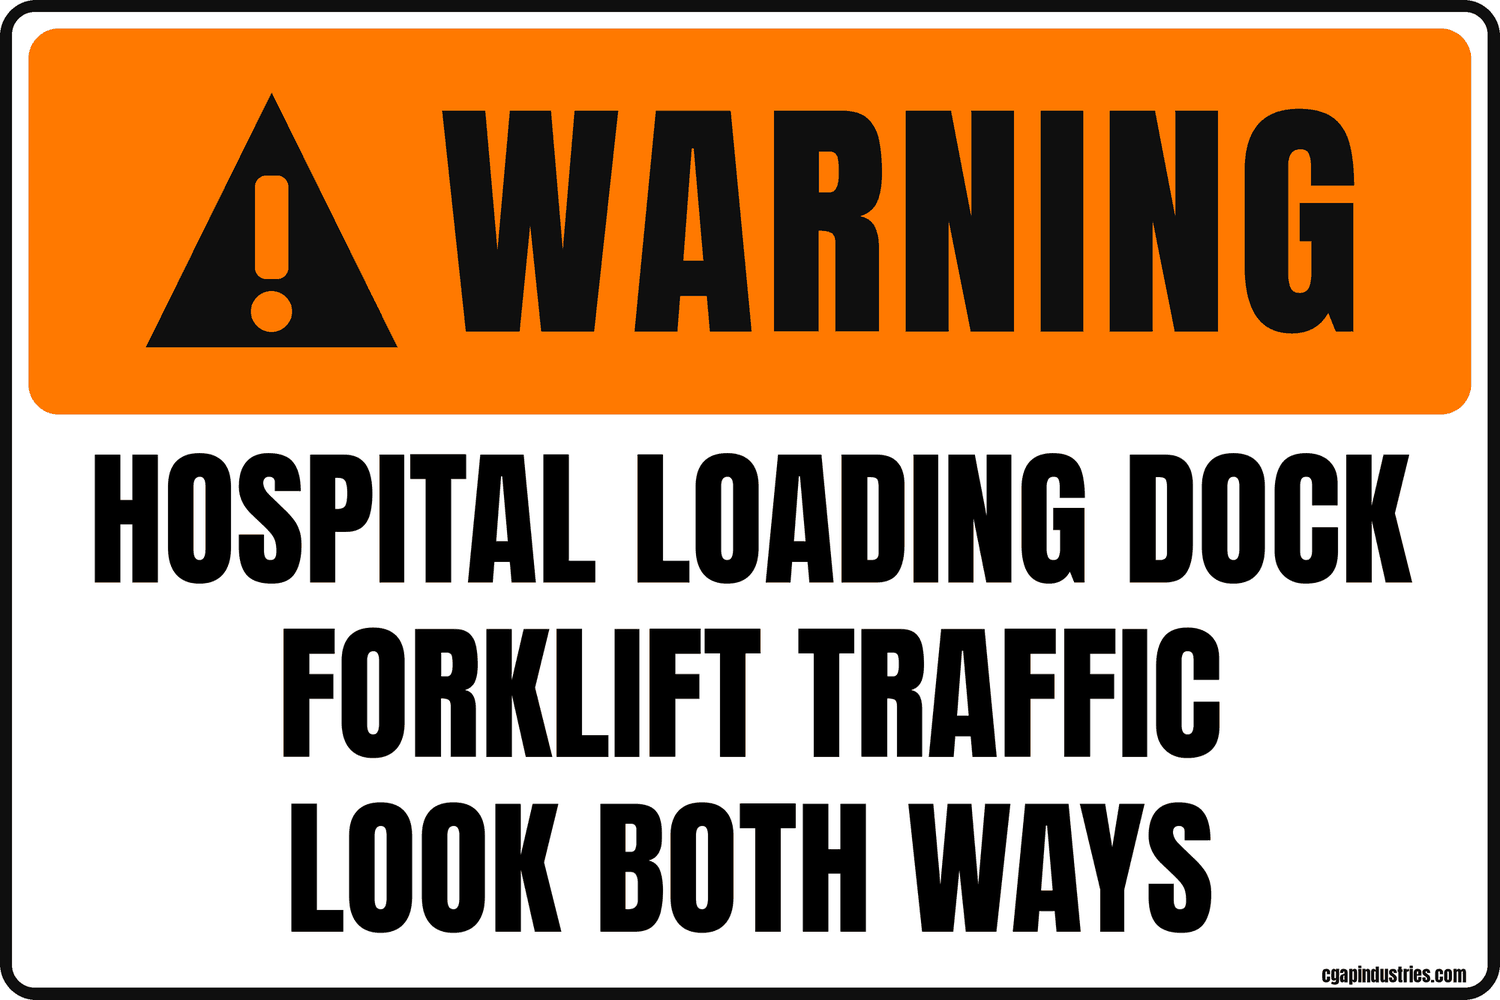 WARNING
HOSPITAL LOADING DOCK
FORKLIFT TRAFFIC
LOOK BOTH WAYS
cgapindustries.com